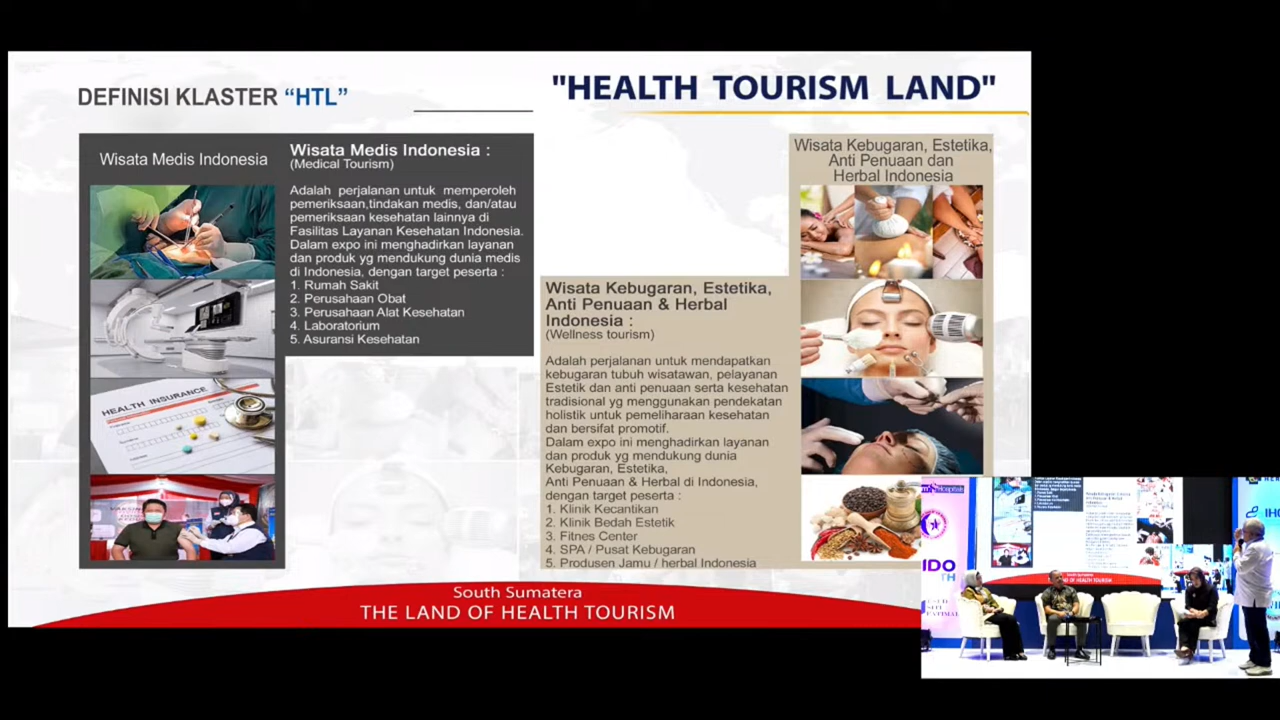 DEFINISI KLASTER “HTL”
"HEALTH TOURISM LAND"
Wisata Medis Indonesia
Wisata Medis Indonesia :
(Medical Tourism)
Adalah perjalanan untuk memperoleh
pemeriksaan,tindakan medis, dan/atau
pemeriksaan kesehatan lainnya di
Fasilitas Layanan Kesehatan Indonesia.
Dalam expo ini menghadirkan layanan
dan produk yg mendukung dunia medis
di Indonesia, dengan target peserta :
1. Rumah Sakit
2. Perusahaan Obat
3. Perusahaan Alat Kesehatan
4. Laboratorium
5. Asuransi Kesehatan
HEALTH INSURANCE
Wisata Kebugaran, Estetika,
Anti Penuaan & Herbal
Indonesia :
(Wellness tourism)
Adalah perjalanan untuk mendapatkan
kebugaran tubuh wisatawan, pelayanan
Estetik dan anti penuaan serta kesehatan
tradisional yg menggunakan pendekatan
holistik untuk pemeliharaan kesehatan
dan bersifat promotif.
Dalam expo ini menghadirkan layanan
dan produk yg mendukung dunia
Kebugaran, Estetika,
Anti Penuaan & Herbal di Indonesia,
dengan target peserta :
1. Klinik Kecantikan
2. Klinik Bedah Estetik
3. Fitnes Center
4. SPA / Pusat Kebugaran
5. Produsen Jamu / herbal Indonesia
Wisata Kebugaran, Estetika,
Anti Penuaan dan
Herbal Indonesia
South Sumatera
THE LAND OF HEALTH TOURISM